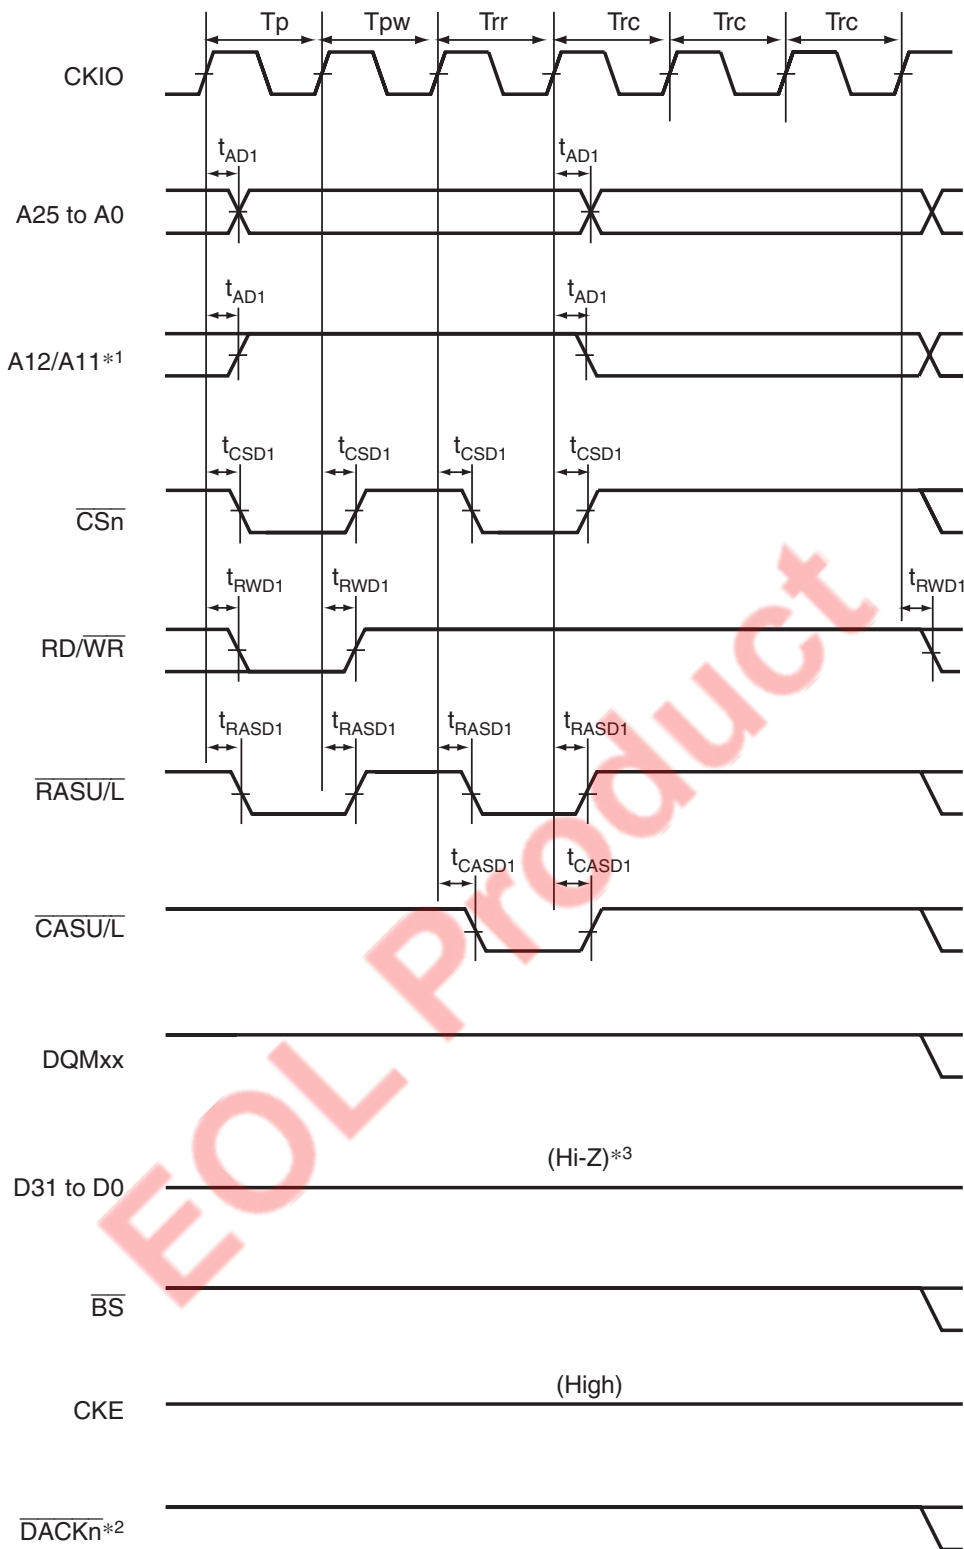 Tp Tpw Trr Trc Trc Trc
CKIO
tAD1 tAD1
A25 to A0
tAD1 tAD1
A12/A11*1
tCSD1 tCSD1 tCSD1 tCSD1
CSn
tRWD1 tRWD1 tRWD1
RD/WR
tRASD1 tRASD1 tRASD1 tRASD1
RASU/L
tCASD1 tCASD1
CASU/L
DQMxx
(Hi-Z)*3
D31 to D0
BS
(High)
CKE
DACKn*2
EOL Product